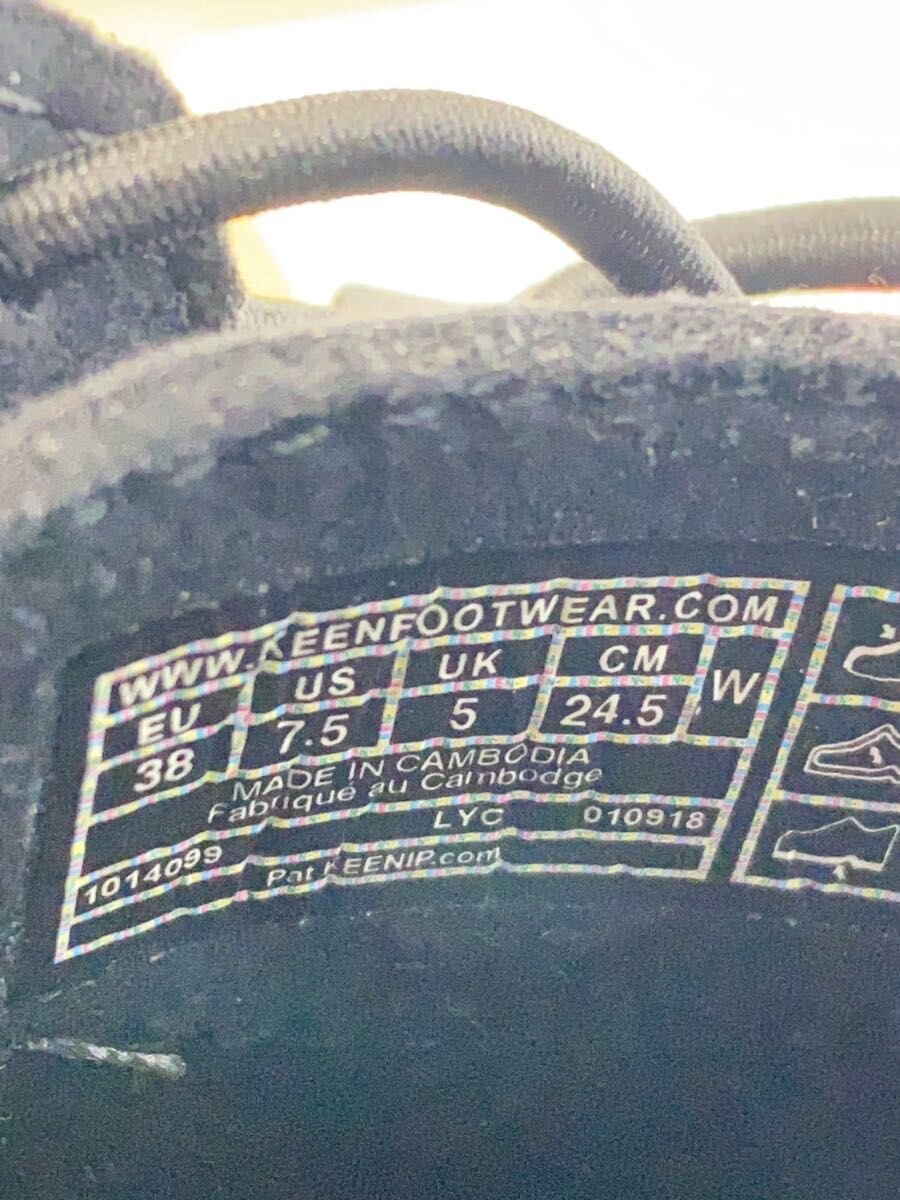 WWW.KEENFOOTWEAR.COM
EU US UK CM W
38 7.5 5 24.5
MADE IN CAMBODIA
Fabriqué au Cambodge
1014099 LYC 010918
Pat KEENIP.com